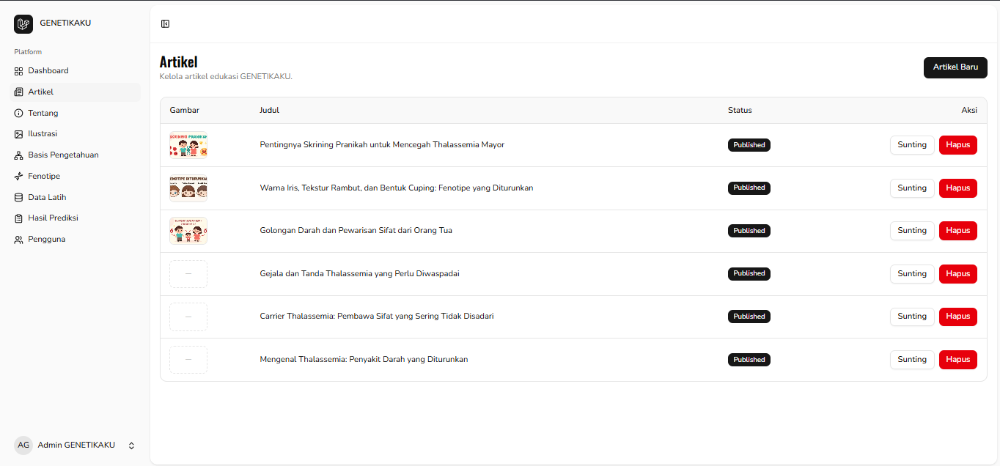 GENETIKAKU
Platform
Dashboard
Artikel
Tentang
Ilustrasi
Basis Pengetahuan
Fenotipe
Data Latih
Hasil Prediksi
Pengguna
AG Admin GENETIKAKU
Artikel
Kelola artikel edukasi GENETIKAKU.
Artikel Baru
Gambar Judul Status Aksi
SKRINING PRANIKAH
Pentingnya Skrining Pranikah untuk Mencegah Thalassemia Mayor Published Sunting Hapus
ENOTIPE DITURUNKA
Warna Iris, Tekstur Rambut, dan Bentuk Cuping: Fenotipe yang Diturunkan Published Sunting Hapus
Golongan Darah dan Pewarisan Sifat dari Orang Tua Published Sunting Hapus
— Gejala dan Tanda Thalassemia yang Perlu Diwaspadai Published Sunting Hapus
— Carrier Thalassemia: Pembawa Sifat yang Sering Tidak Disadari Published Sunting Hapus
— Mengenal Thalassemia: Penyakit Darah yang Diturunkan Published Sunting Hapus